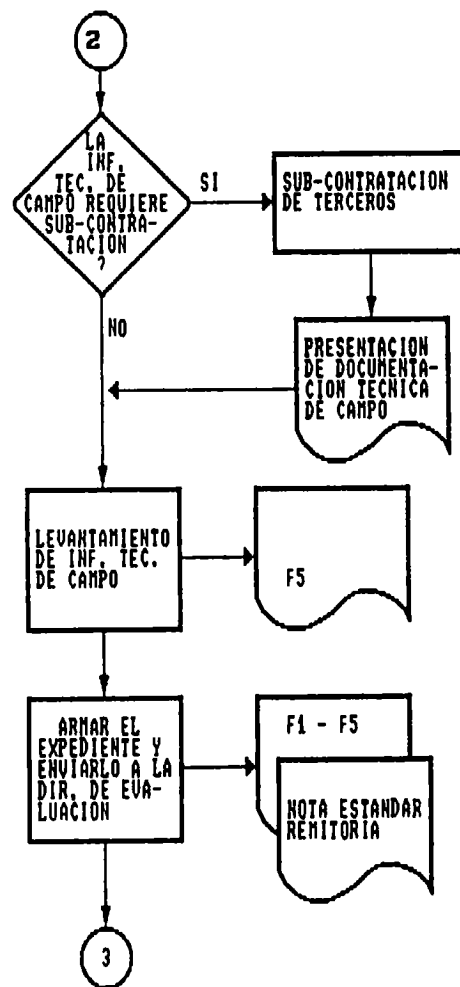 2
LA
INF.
TEC. DE
CAMPO REQUIERE
SUB-CONTRA-
TACION
?
SI
SUB-CONTRATACION
DE TERCEROS
NO
PRESENTACION
DE DOCUMENTA-
CION TECNICA
DE CAMPO
LEVANTAMIENTO
DE INF. TEC.
DE CAMPO
F5
ARMAR EL
EXPEDIENTE Y
ENVIARLO A LA
DIR. DE EVA-
LUACION
F1 - F5
NOTA ESTANDAR
REMITORIA
3